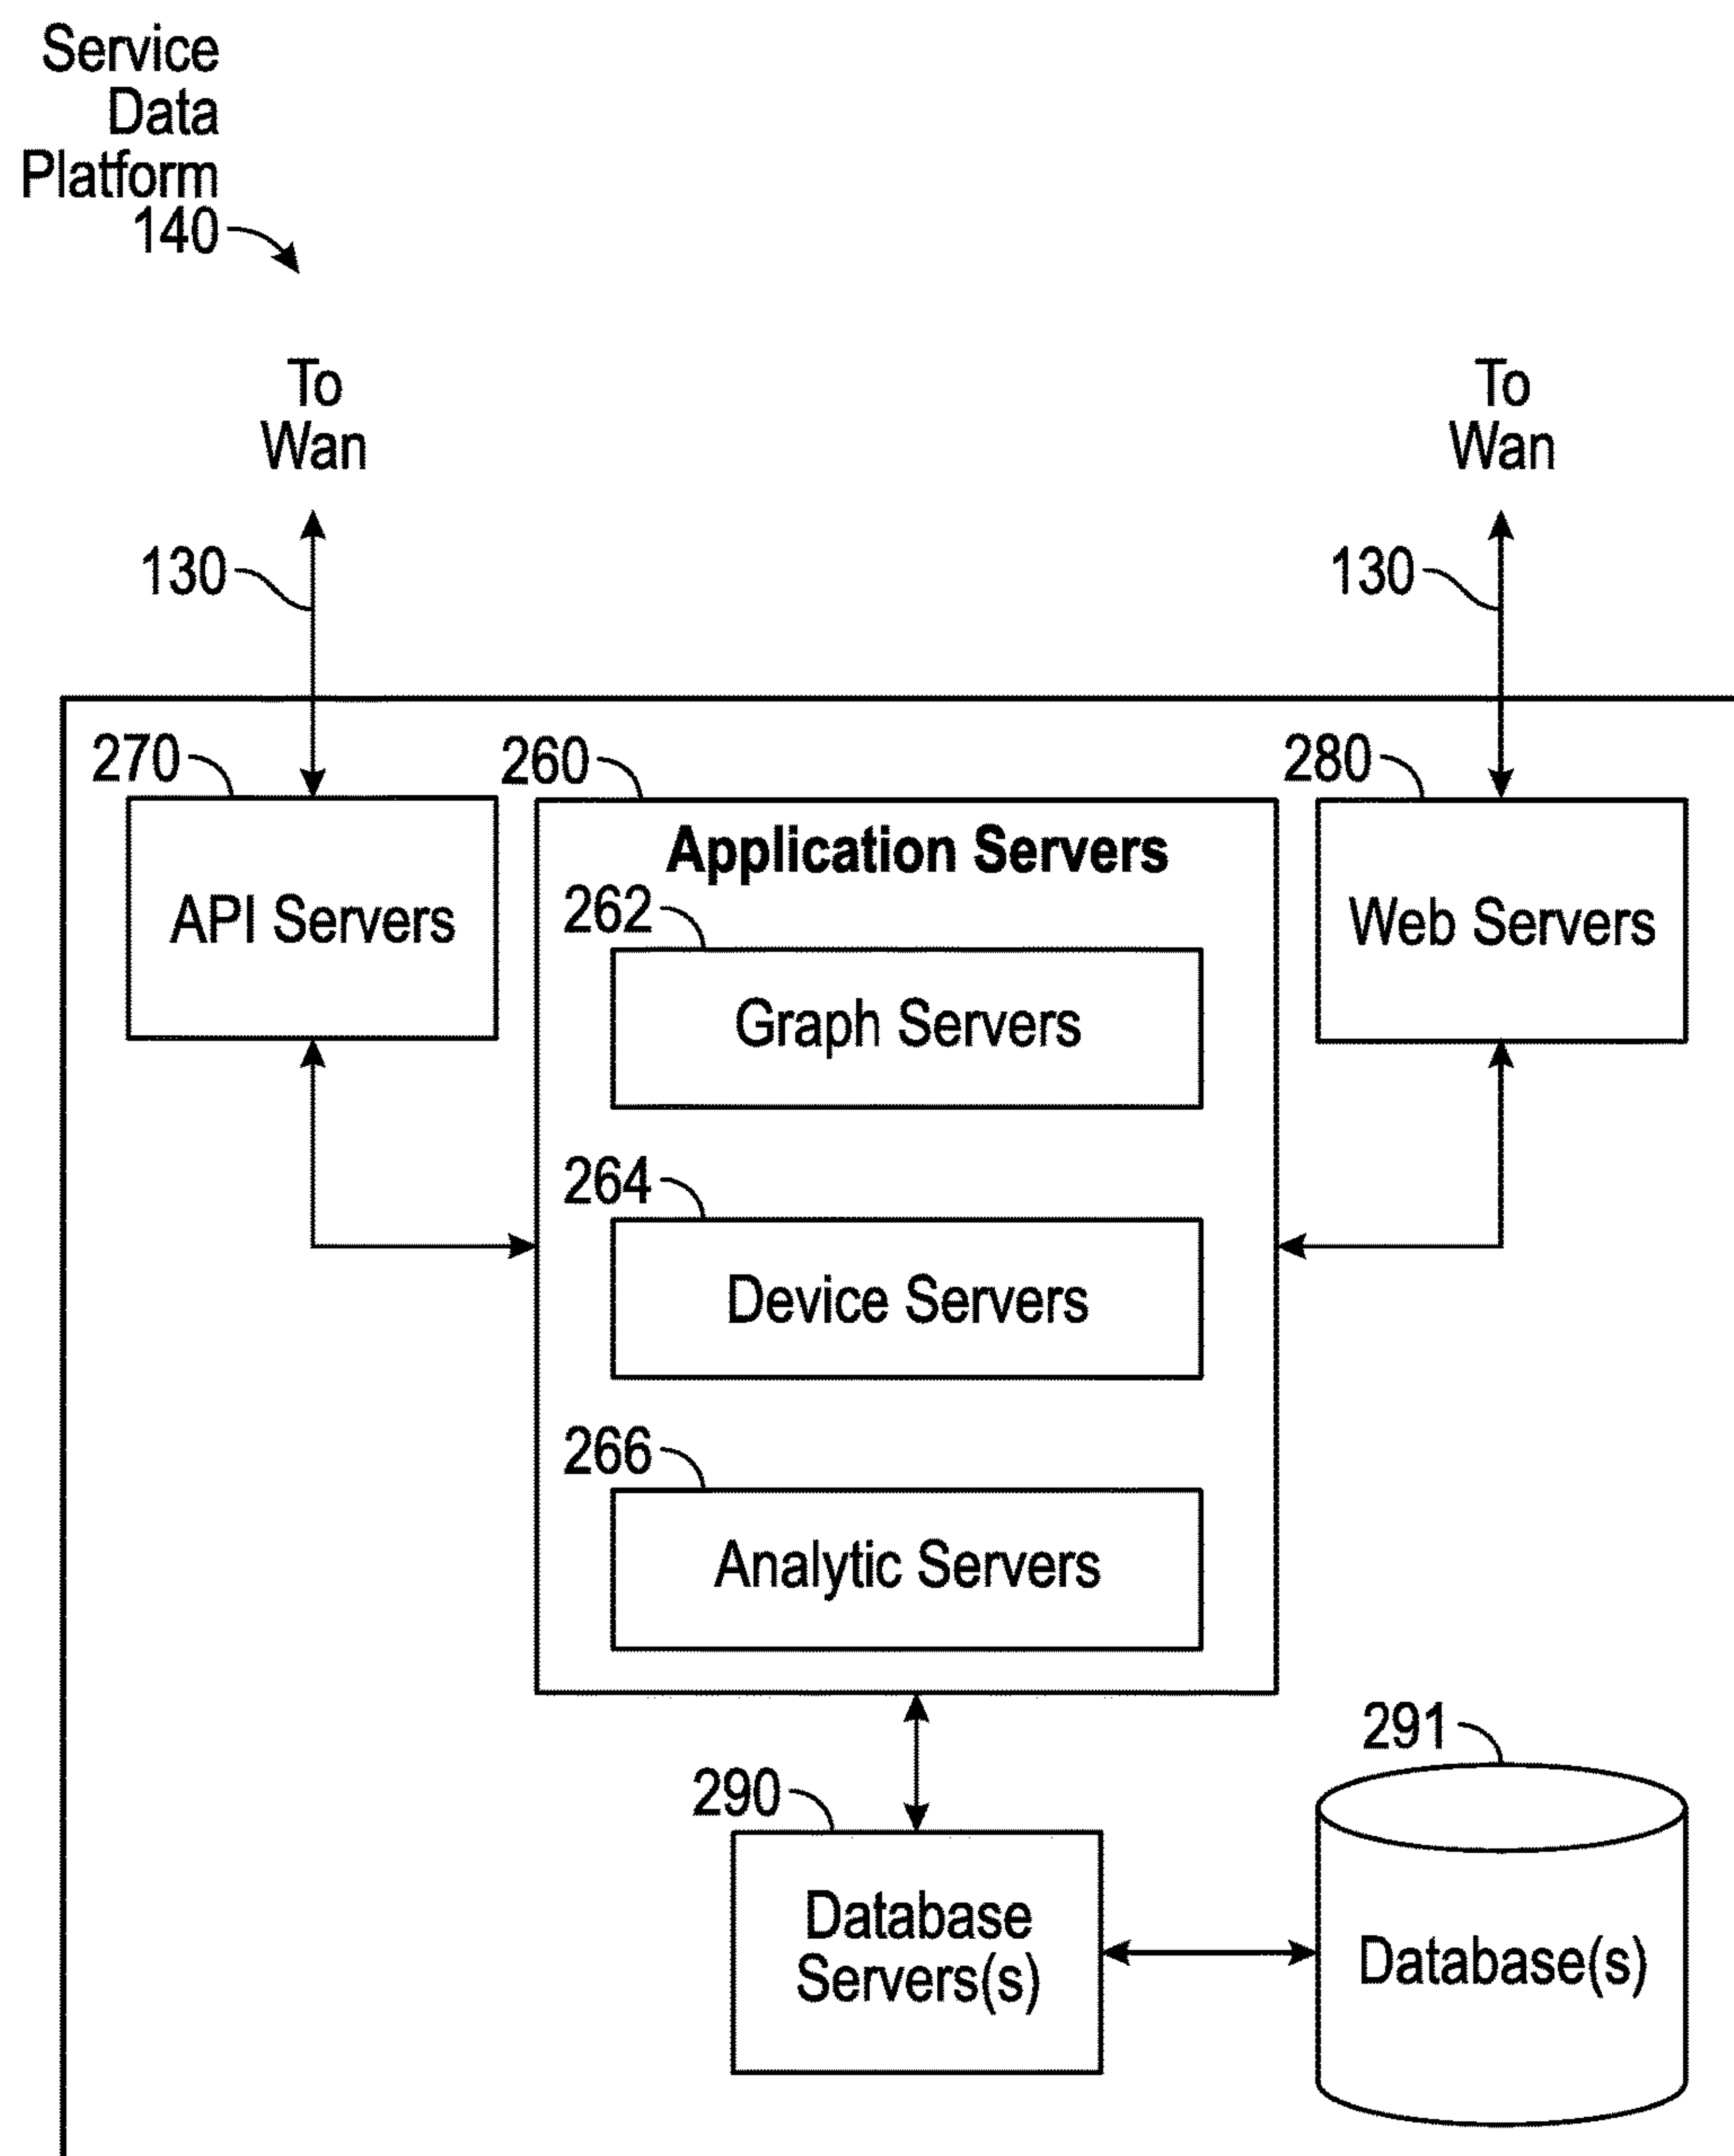 Service
Data
Platform
140
To
Wan
To
Wan
130
130
270
260
280
Application Servers
API Servers
262
Web Servers
Graph Servers
264
Device Servers
266
Analytic Servers
291
290
Database
Servers(s)
Database(s)